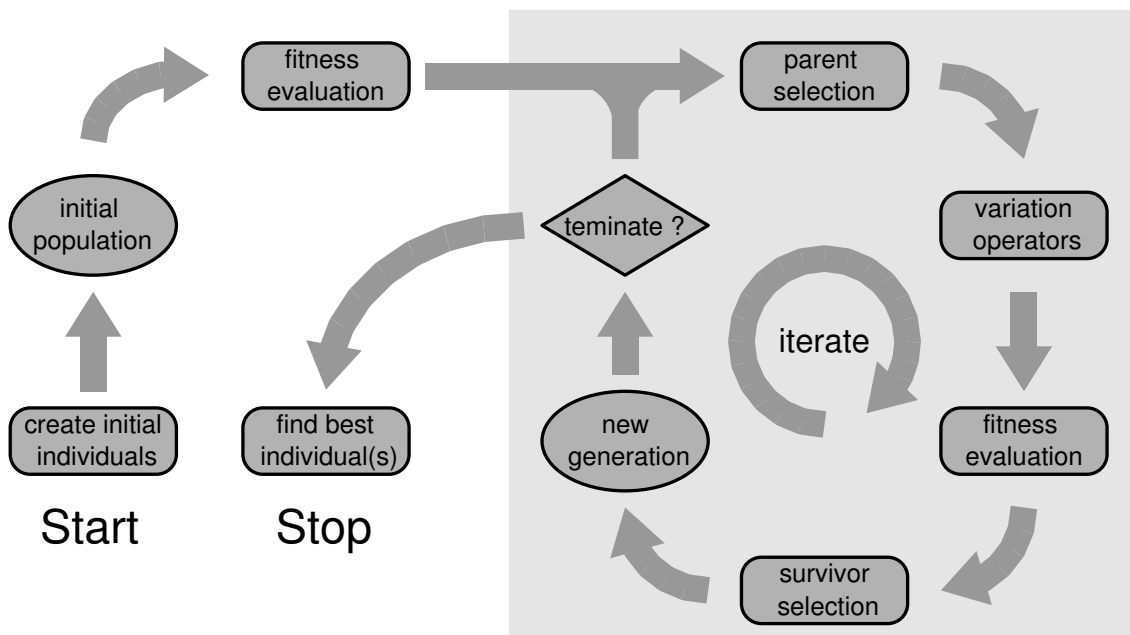 fitness
evaluation
parent
selection
initial
population
teminate ?
variation
operators
iterate
create initial
individuals
find best
individual(s)
new
generation
fitness
evaluation
Start
Stop
survivor
selection